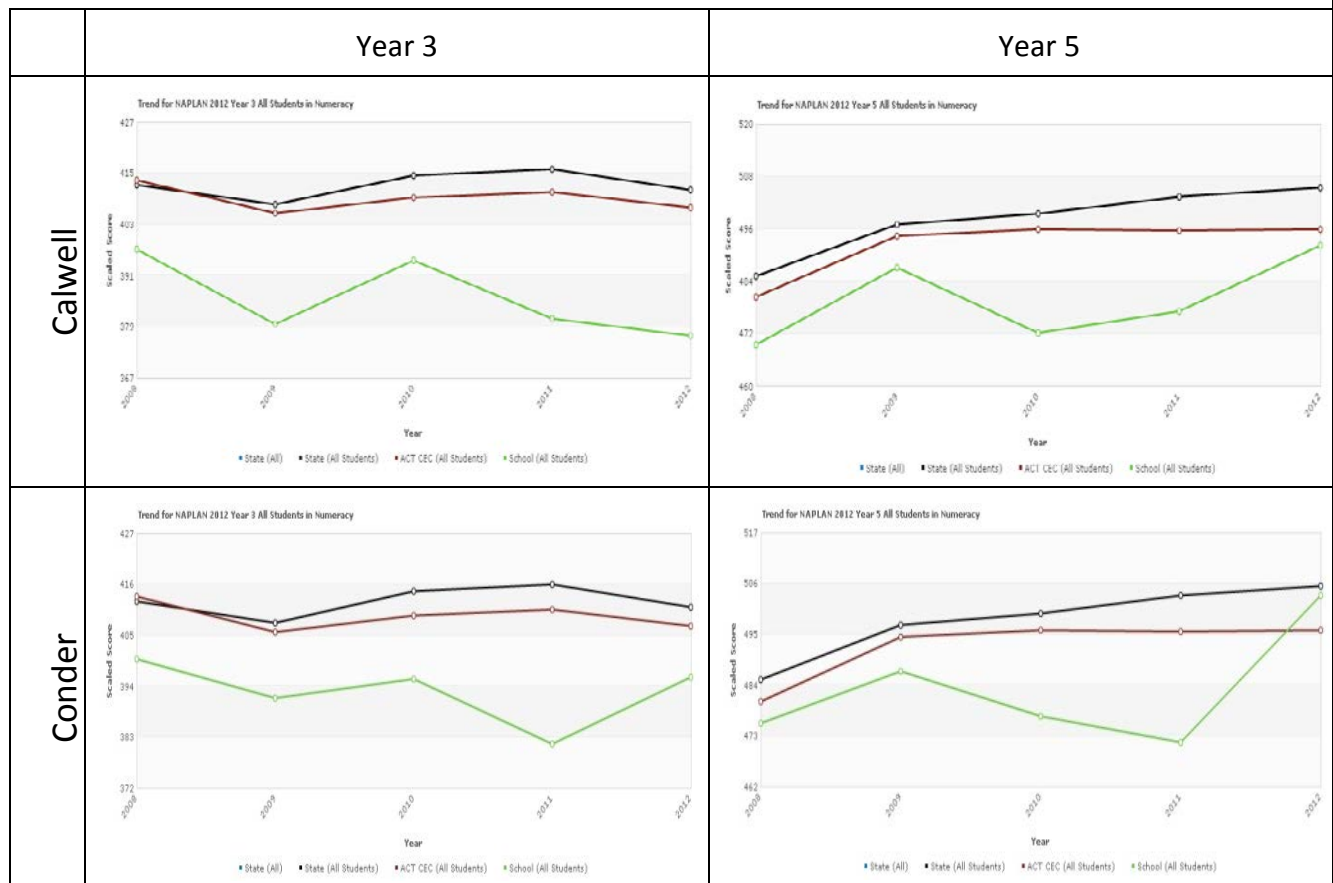 Year 3
Year 5
Calwell
Trend for NAPLAN 2012 Year 3 All Students in Numeracy
427
415
403
391
379
367
Scaled Score
2008
2009
2010
2011
2012
Year
State (All) State (All Students) ACT CEC (All Students) School (All Students)
Trend for NAPLAN 2012 Year 5 All Students in Numeracy
520
508
496
484
472
460
Scaled Score
2008
2009
2010
2011
2012
Year
State (All) State (All Students) ACT CEC (All Students) School (All Students)
Conder
Trend for NAPLAN 2012 Year 3 All Students in Numeracy
427
416
405
394
383
372
Scaled Score
2008
2009
2010
2011
2012
Year
State (All) State (All Students) ACT CEC (All Students) School (All Students)
Trend for NAPLAN 2012 Year 5 All Students in Numeracy
517
506
495
484
473
462
Scaled Score
2008
2009
2010
2011
2012
Year
State (All) State (All Students) ACT CEC (All Students) School (All Students)